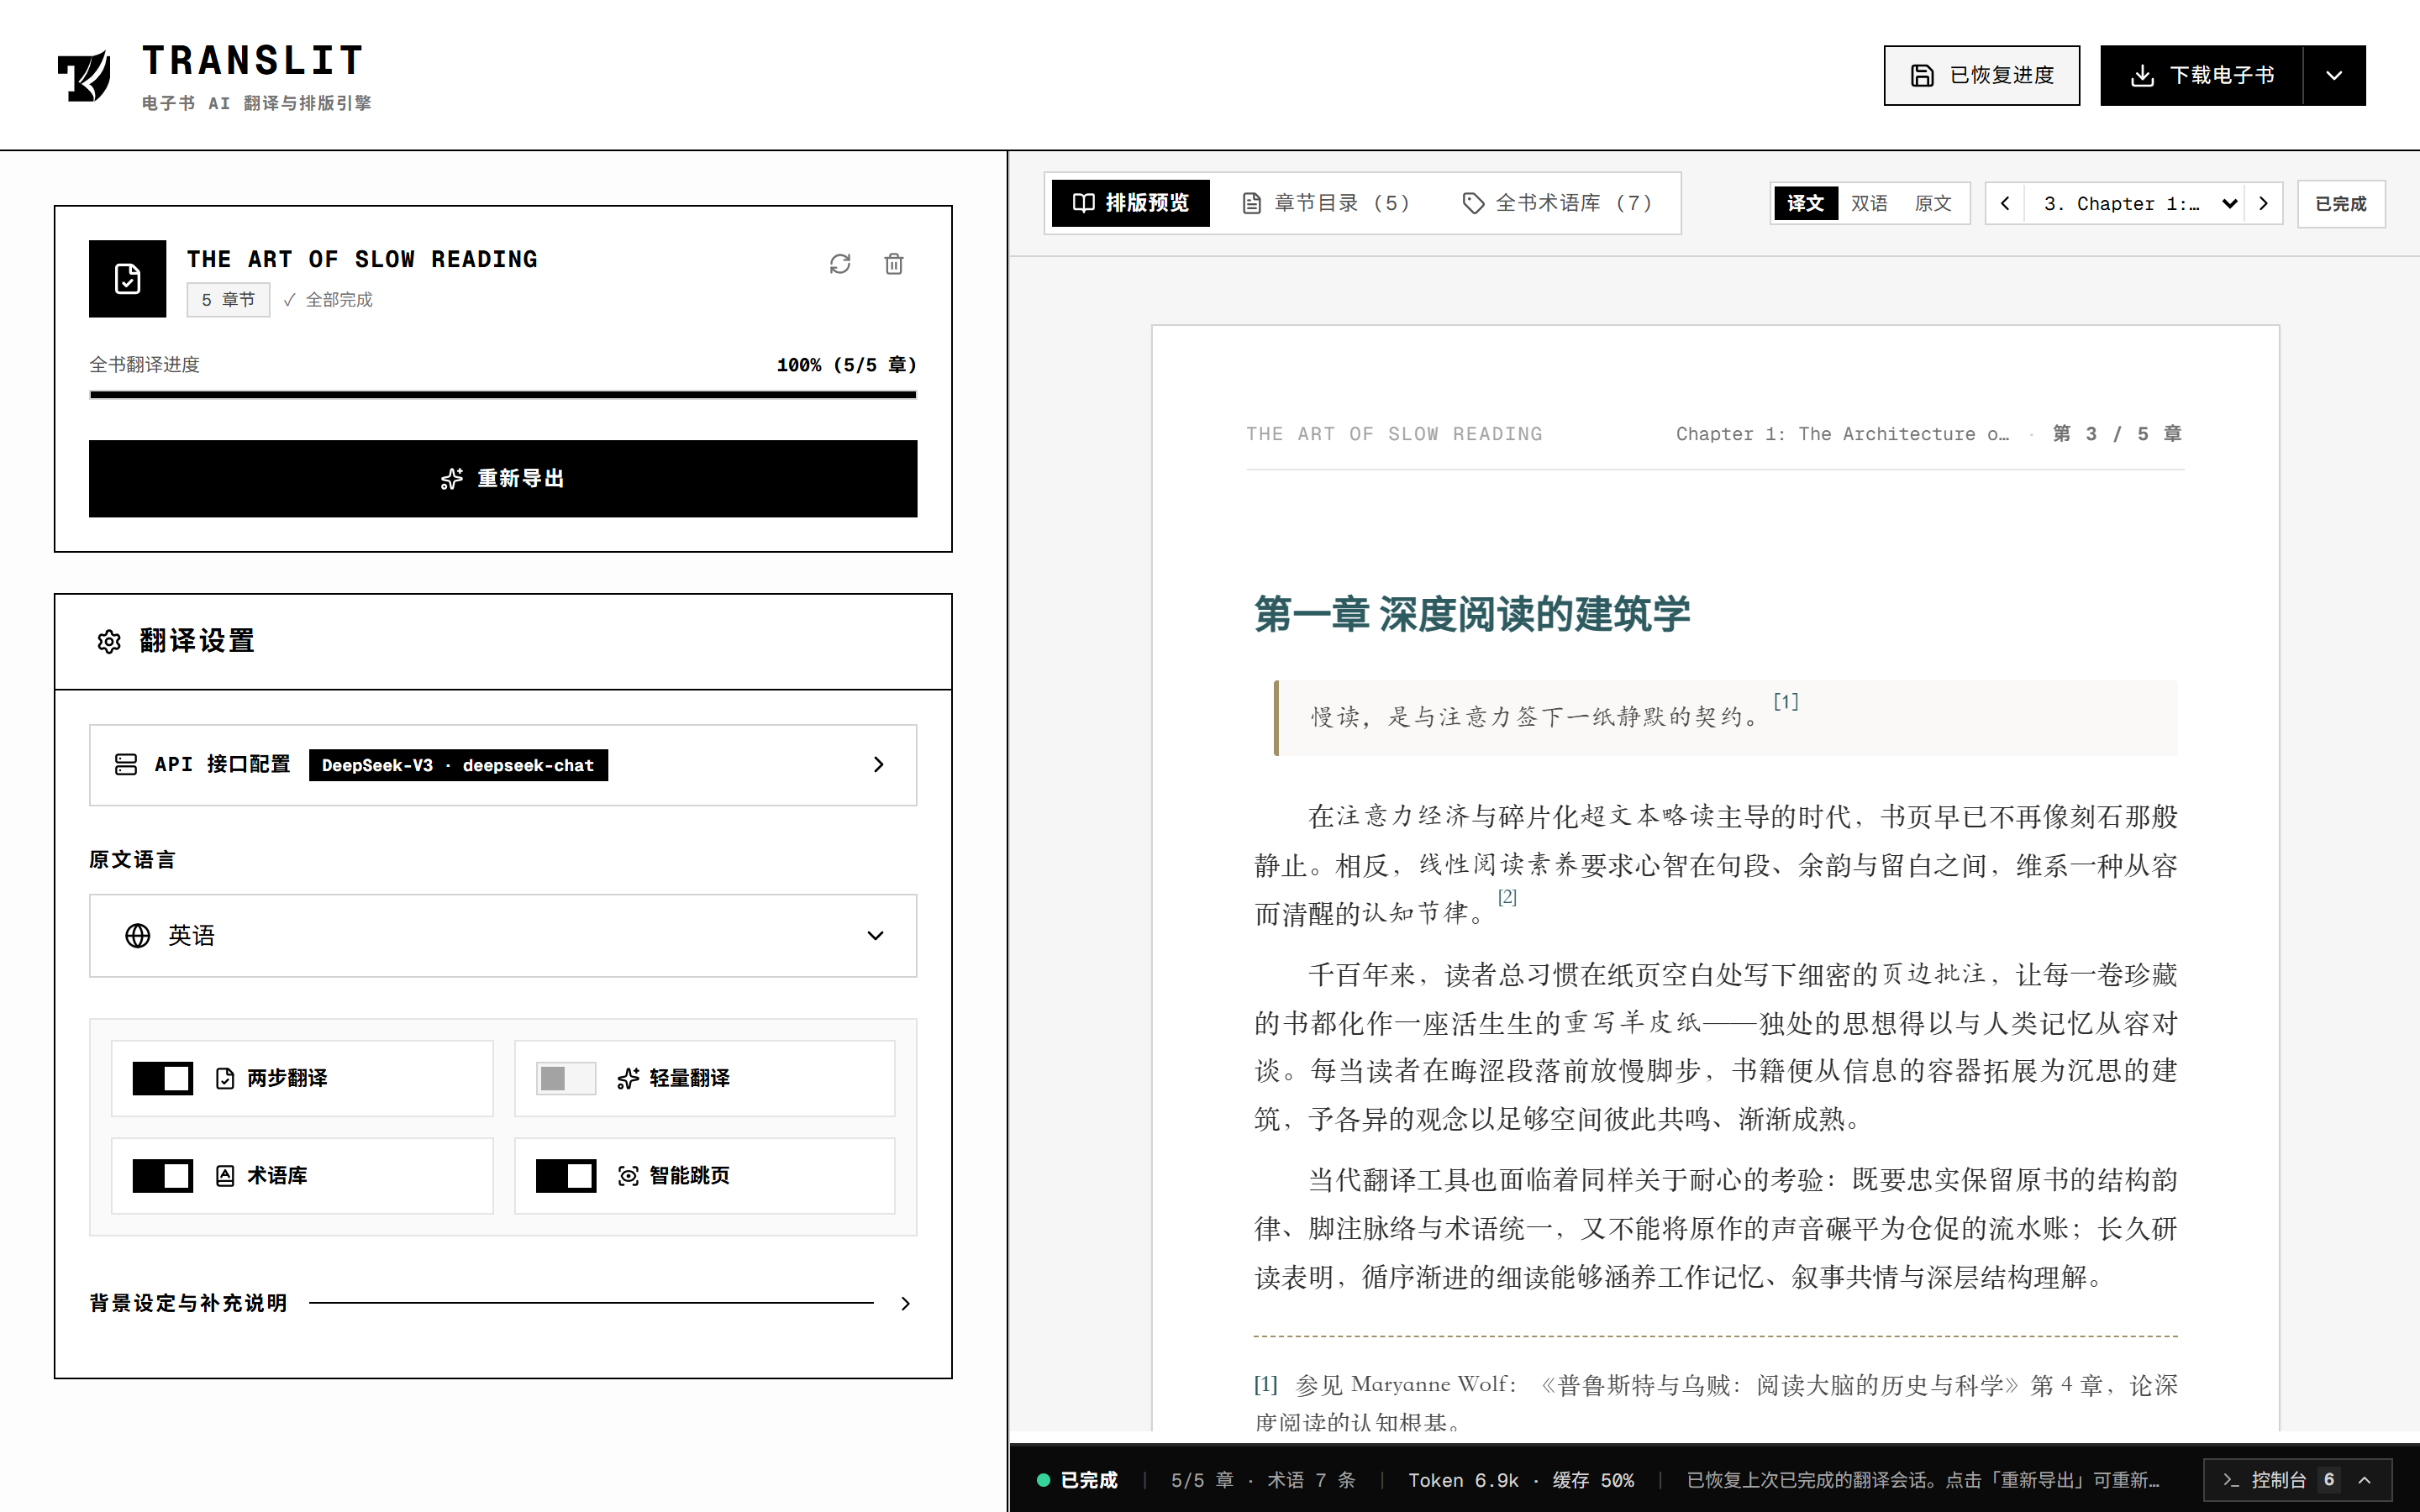 TRANSLIT
电子书 AI 翻译与排版引擎
已恢复进度
下载电子书
THE ART OF SLOW READING
5 章节
✓ 全部完成
全书翻译进度
100% (5/5 章)
重新导出
翻译设置
API 接口配置
DeepSeek-V3 · deepseek-chat
原文语言
英语
两步翻译
轻量翻译
术语库
智能跳页
背景设定与补充说明
排版预览
章节目录 (5)
全书术语库 (7)
译文
双语
原文
3. Chapter 1:…
已完成
THE ART OF SLOW READING
Chapter 1: The Architecture o… · 第 3 / 5 章
第一章 深度阅读的建筑学
慢读，是与注意力签下一纸静默的契约。[1]
在注意力经济与碎片化超文本略读主导的时代，书页早已不再像刻石那般
静止。相反，线性阅读素养要求心智在句段、余韵与留白之间，维系一种从容
而清醒的认知节律。[2]
千百年来，读者总习惯在纸页空白处写下细密的页边批注，让每一卷珍藏
的书都化作一座活生生的重写羊皮纸——独处的思想得以与人类记忆从容对
谈。每当读者在晦涩段落前放慢脚步，书籍便从信息的容器拓展为沉思的建
筑，予各异的观念以足够空间彼此共鸣、渐渐成熟。
当代翻译工具也面临着同样关于耐心的考验：既要忠实保留原书的结构韵
律、脚注脉络与术语统一，又不能将原作的声音碾平为仓促的流水账；长久研
读表明，循序渐进的细读能够涵养工作记忆、叙事共情与深层结构理解。
[1] 参见 Maryanne Wolf：《普鲁斯特与乌贼：阅读大脑的历史与科学》第 4 章，论深
度阅读的认知根基。
已完成
5/5 章 · 术语 7 条
Token 6.9k · 缓存 50%
已恢复上次已完成的翻译会话。点击「重新导出」可重新…
控制台 6